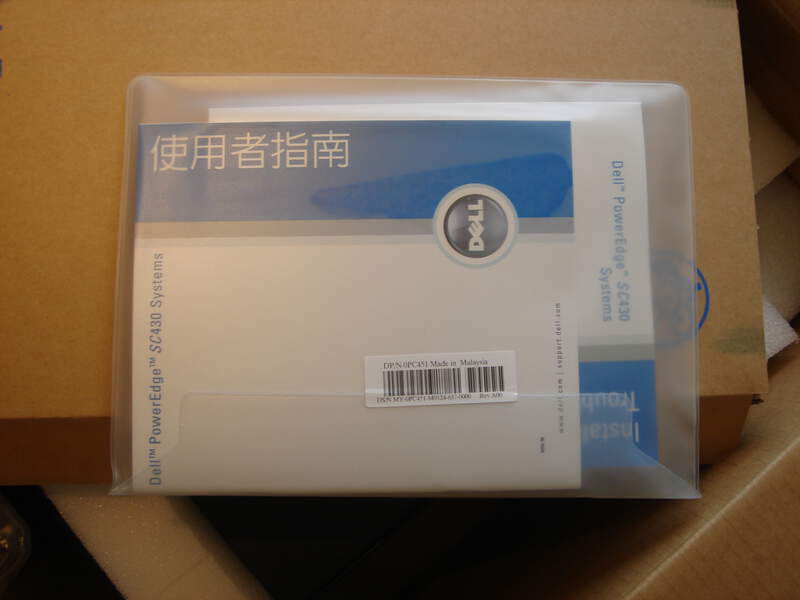 使用者指南
DELL
Dell™ PowerEdge™ SC430 Systems
DP/N 0PC451 Made in Malaysia
Rev A00
www.dell.com | support.dell.com
Dell™ PowerEdge™ SC430
Systems
Instal
Troub